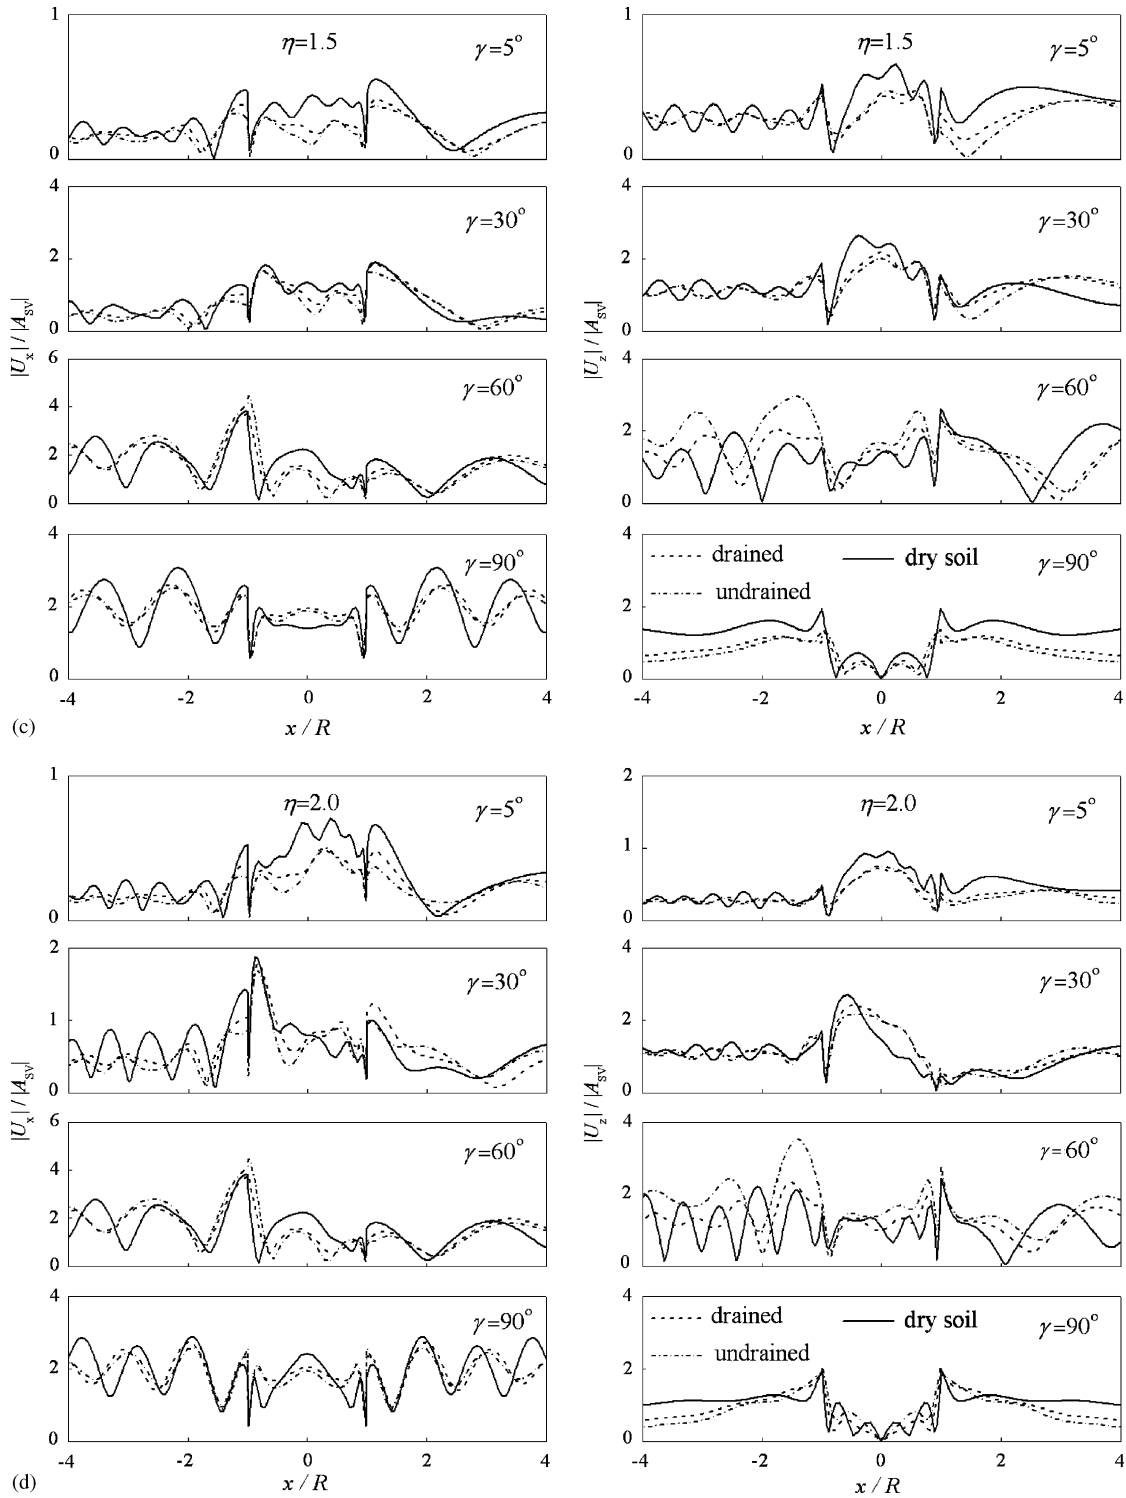 1 η=1.5 γ=5° 1 η=1.5 γ=5°
0 0
4 γ=30° 4 γ=30°
2 2
0 0
|Uₓ| / |A_SV| |U_z| / |A_SV|
6 γ=60° 4 γ=60°
4 2
2 0
0
4 γ=90° 4 drained dry soil γ=90°
2 2 undrained
0 0
-4 -2 0 2 4 -4 -2 0 2 4
(c) x / R x / R
1 η=2.0 γ=5° 2 η=2.0 γ=5°
0 1
0
2 γ=30° 4 γ=30°
1 2
0 0
|Uₓ| / |A_SV| |U_z| / |A_SV|
6 γ=60° 4 γ=60°
4 2
2 0
0
4 γ=90° 4 drained dry soil γ=90°
2 undrained
2
0 0
-4 -2 0 2 4 -4 -2 0 2 4
(d) x / R x / R